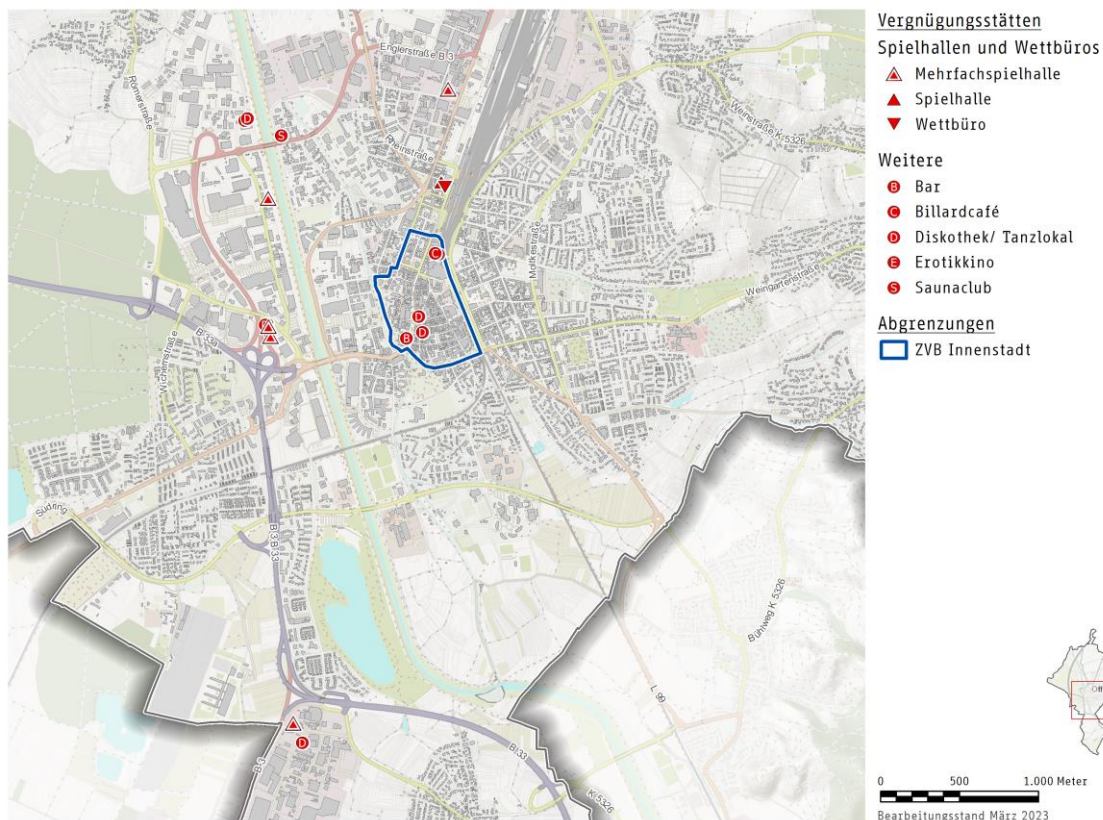 Englerstraße B 3
Römerstraße
Rheinstraße
Weinstraße K 5326
Moltkestraße
Weingartenstraße
B 33
Wichernstraße
Südring
B 3 B 33
Bühlweg K 5326
L 99
B 33
B 3
K 5326
D
S
C
D
D
B
D
Vergnügungsstätten
Spielhallen und Wettbüros
Mehrfachspielhalle
Spielhalle
Wettbüro
Weitere
B Bar
C Billardcafé
D Diskothek/ Tanzlokal
E Erotikkino
S Saunaclub
Abgrenzungen
ZVB Innenstadt
Off
0 500 1.000 Meter
Bearbeitungsstand März 2023